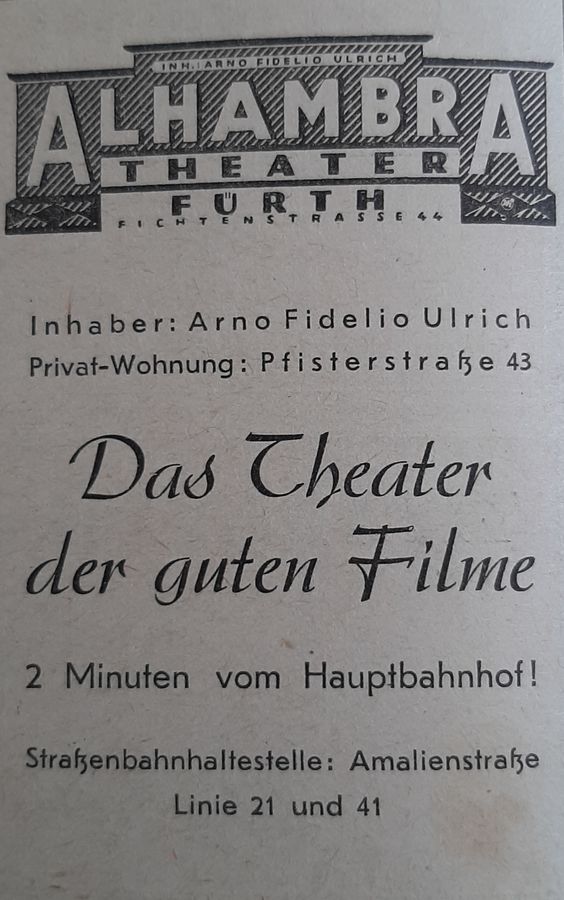 INH.: ARNO FIDELIO ULRICH
ALHAMBRA
THEATER
FÜRTH
FICHTENSTRASSE 44
Inhaber: Arno Fidelio Ulrich
Privat-Wohnung: Pfisterstraße 43
Das Theater
der guten Filme
2 Minuten vom Hauptbahnhof!
Straßenbahnhaltestelle: Amalienstraße
Linie 21 und 41